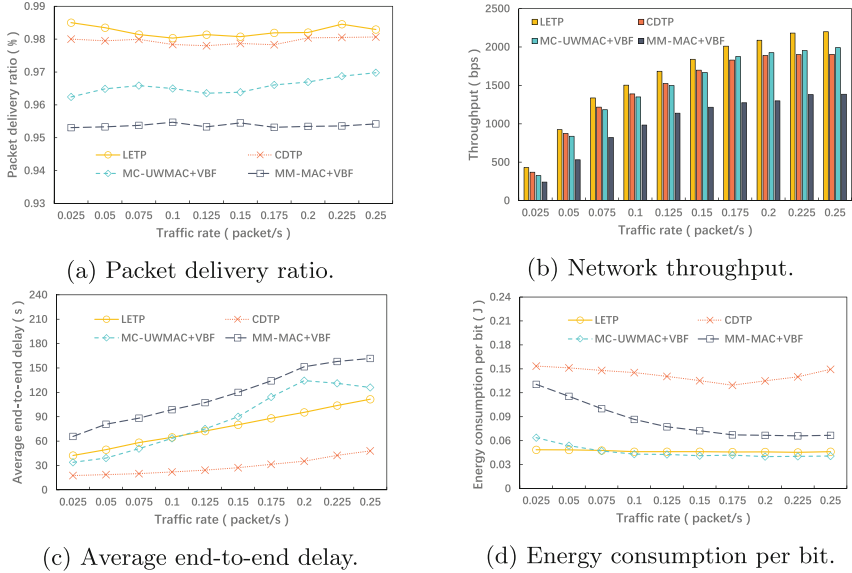 0.99
0.98
0.97
0.96
0.95
0.94
0.93
Packet delivery ratio ( % )
LETP
CDTP
MC-UWMAC+VBF
MM-MAC+VBF
0.025 0.05 0.075 0.1 0.125 0.15 0.175 0.2 0.225 0.25
Traffic rate ( packet/s )
(a) Packet delivery ratio.
2500
2000
1500
1000
500
0
Throughput ( bps )
LETP
CDTP
MC-UWMAC+VBF
MM-MAC+VBF
0.025 0.05 0.075 0.1 0.125 0.15 0.175 0.2 0.225 0.25
Traffic rate ( packet/s )
(b) Network throughput.
240
210
180
150
120
90
60
30
0
Average end-to-end delay ( s )
LETP
CDTP
MC-UWMAC+VBF
MM-MAC+VBF
0.025 0.05 0.075 0.1 0.125 0.15 0.175 0.2 0.225 0.25
Traffic rate ( packet/s )
(c) Average end-to-end delay.
0.24
0.21
0.18
0.15
0.12
0.09
0.06
0.03
0
Energy consumption per bit ( J )
LETP
CDTP
MC-UWMAC+VBF
MM-MAC+VBF
0.025 0.05 0.075 0.1 0.125 0.15 0.175 0.2 0.225 0.25
Traffic rate ( packet/s )
(d) Energy consumption per bit.